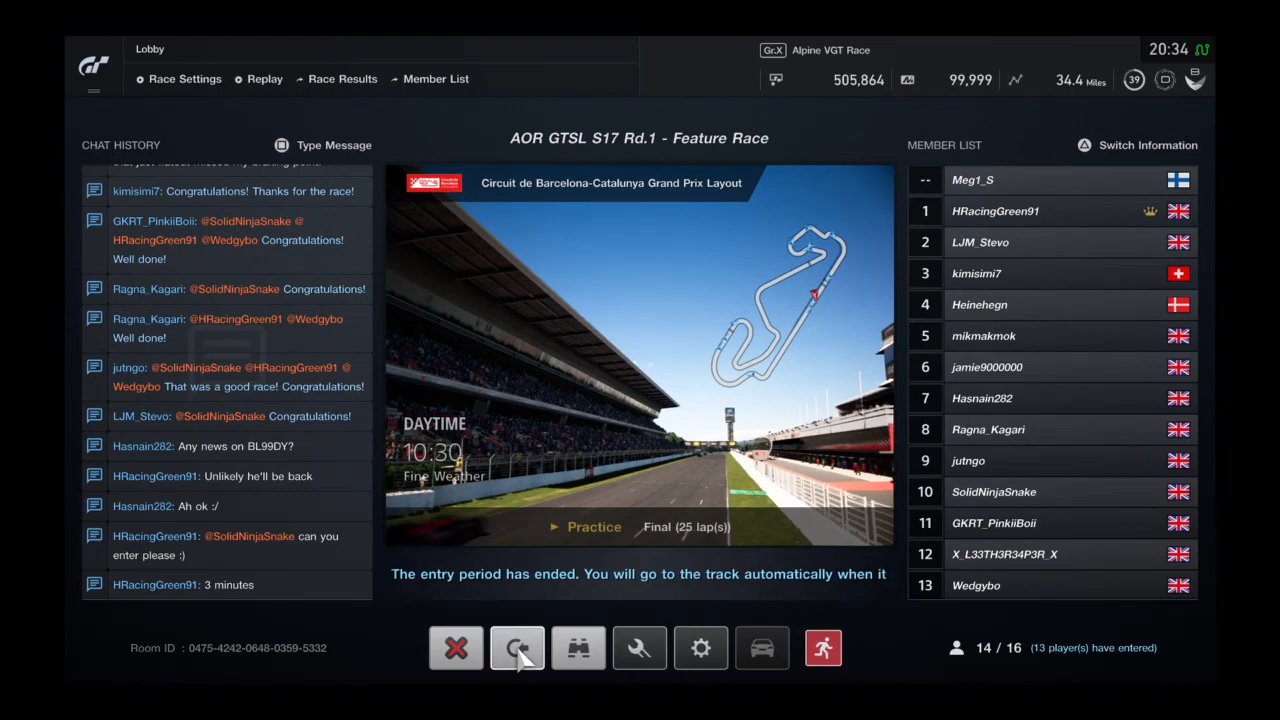 Lobby
Race Settings
Replay
Race Results
Member List
Gr.X
Alpine VGT Race
20:34
505,864
99,999
34.4 Miles
39
D
B
CHAT HISTORY
Type Message
kimisimi7: Congratulations! Thanks for the race!
GKRT_PinkiiBoii: @SolidNinjaSnake @
HRacingGreen91 @Wedgybo Congratulations!
Well done!
Ragna_Kagari: @SolidNinjaSnake Congratulations!
Ragna_Kagari: @HRacingGreen91 @Wedgybo
Well done!
jutngo: @SolidNinjaSnake @HRacingGreen91 @
Wedgybo That was a good race! Congratulations!
LJM_Stevo: @SolidNinjaSnake Congratulations!
Hasnain282: Any news on BL99DY?
HRacingGreen91: Unlikely he'll be back
Hasnain282: Ah ok :/
HRacingGreen91: @SolidNinjaSnake can you
enter please :)
HRacingGreen91: 3 minutes
AOR GTSL S17 Rd.1 - Feature Race
Circuit de Barcelona-Catalunya Grand Prix Layout
DAYTIME
10:30
Fine Weather
Practice Final (25 lap(s))
The entry period has ended. You will go to the track automatically when it
MEMBER LIST
Switch Information
-- Meg1_S
1 HRacingGreen91
2 LJM_Stevo
3 kimisimi7
4 Heinehegn
5 mikmakmok
6 jamie9000000
7 Hasnain282
8 Ragna_Kagari
9 jutngo
10 SolidNinjaSnake
11 GKRT_PinkiiBoii
12 X_L33TH3R34P3R_X
13 Wedgybo
Room ID : 0475-4242-0648-0359-5332
14 / 16 (13 player(s) have entered)